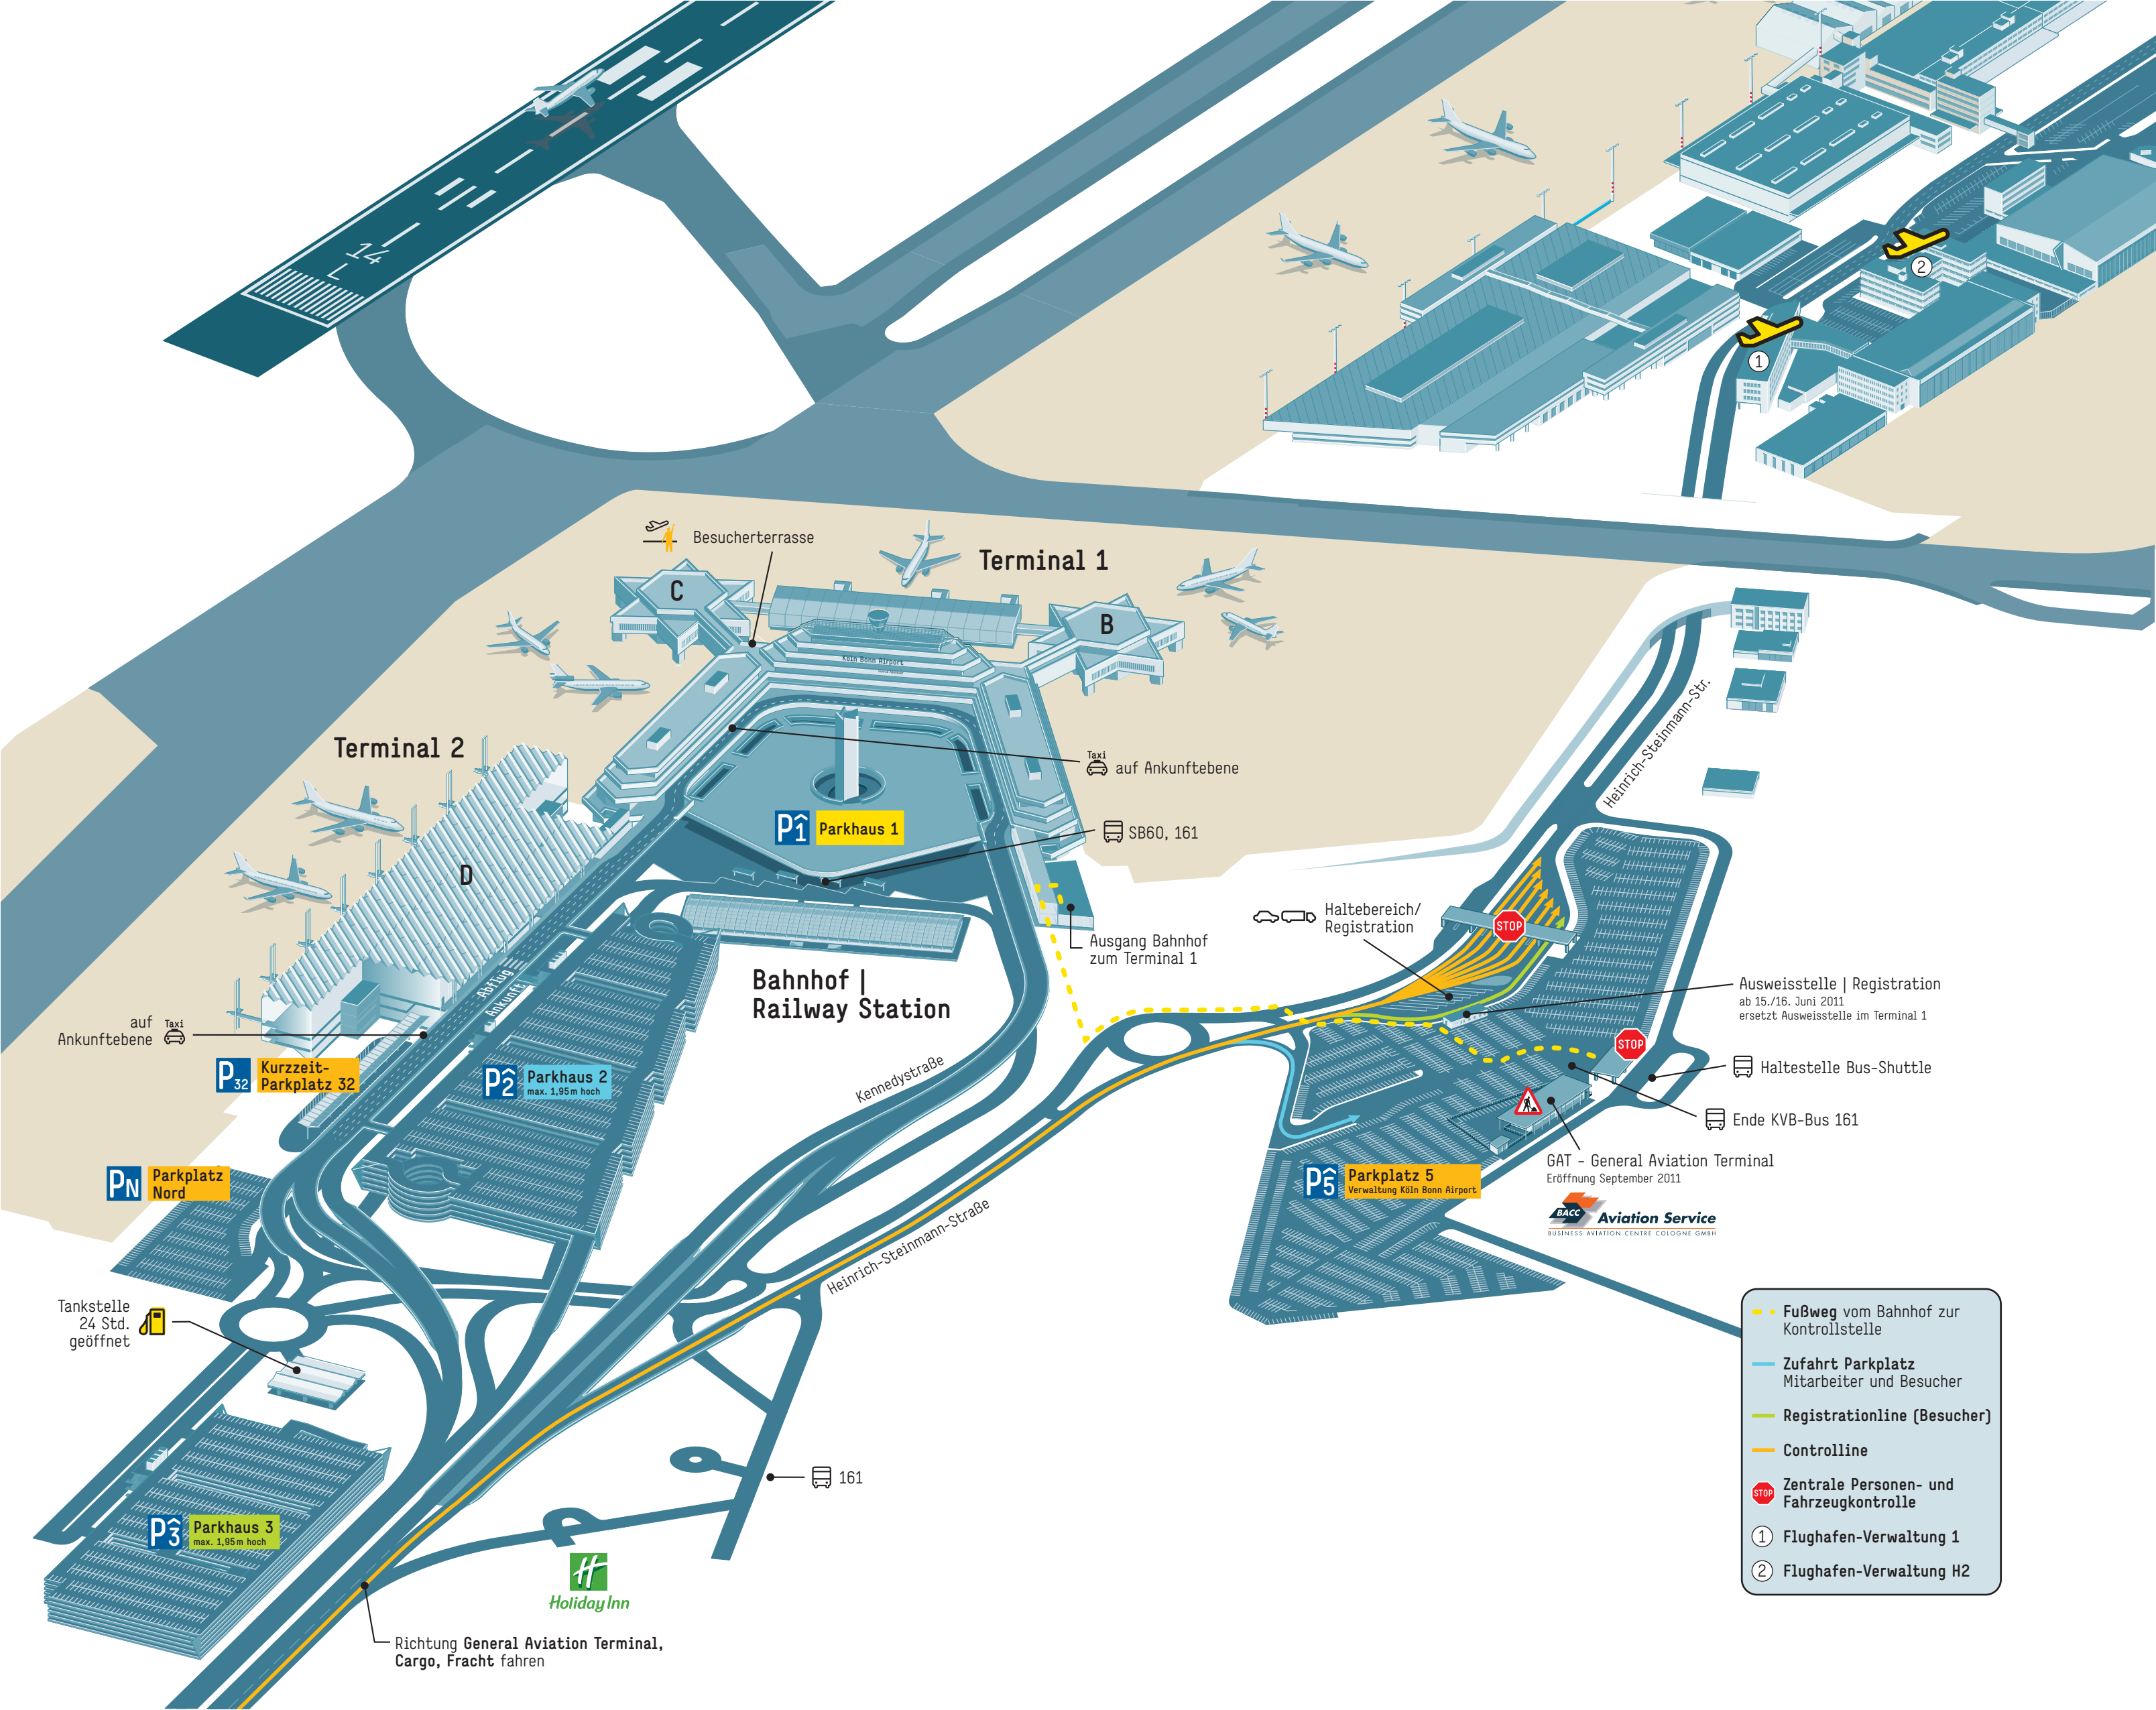 14
L
2
1
Besucherterrasse
Terminal 1
C
B
Köln Bonn Airport
Heinrich-Steinmann-Str.
Terminal 2
Taxi
auf Ankunftebene
P1
Parkhaus 1
SB60, 161
D
Haltebereich/
Registration
STOP
Ausgang Bahnhof
zum Terminal 1
Bahnhof |
Railway Station
Abflug
Ankunft
Ausweisstelle | Registration
ab 15./16. Juni 2011
ersetzt Ausweisstelle im Terminal 1
auf
Ankunftebene
Taxi
STOP
Haltestelle Bus-Shuttle
P32
Kurzzeit-
Parkplatz 32
P2
Parkhaus 2
max. 1,95m hoch
Kennedystraße
Ende KVB-Bus 161
GAT - General Aviation Terminal
Eröffnung September 2011
PN
Parkplatz
Nord
P5
Parkplatz 5
Verwaltung Köln Bonn Airport
BACC
Aviation Service
BUSINESS AVIATION CENTRE COLOGNE GMBH
Heinrich-Steinmann-Straße
Tankstelle
24 Std.
geöffnet
161
P3
Parkhaus 3
max. 1,95m hoch
H
Holiday Inn
Richtung General Aviation Terminal,
Cargo, Fracht fahren
Fußweg vom Bahnhof zur
Kontrollstelle
Zufahrt Parkplatz
Mitarbeiter und Besucher
Registrationline (Besucher)
Controlline
STOP
Zentrale Personen- und
Fahrzeugkontrolle
1 Flughafen-Verwaltung 1
2 Flughafen-Verwaltung H2